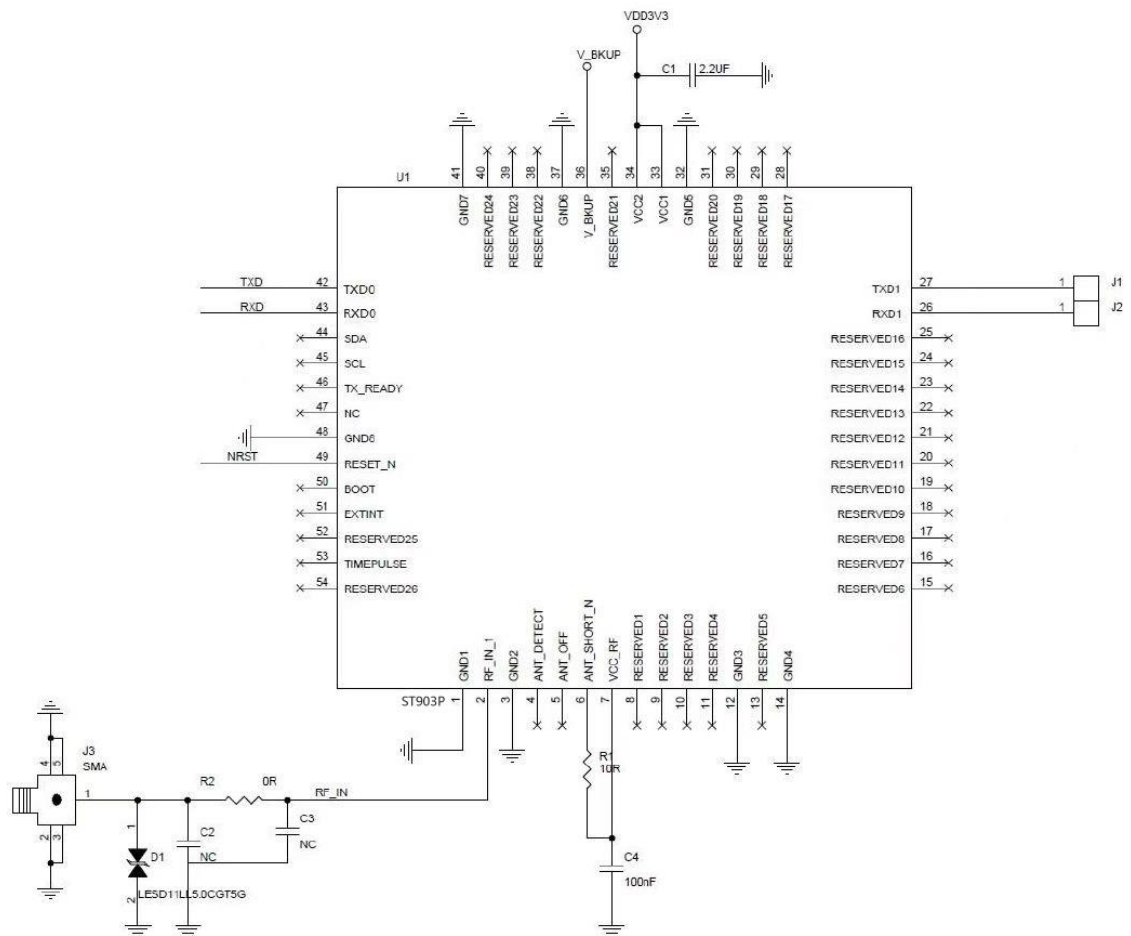 VDD3V3
V_BKUP
C1 2.2UF
U1
41 40 39 38 37 36 35 34 33 32 31 30 29 28
GND7
RESERVED24
RESERVED23
RESERVED22
GND6
V_BKUP
RESERVED21
VCC2
VCC1
GND5
RESERVED20
RESERVED19
RESERVED18
RESERVED17
TXD 42 TXD0
RXD 43 RXD0
44 SDA
45 SCL
46 TX_READY
47 NC
48 GND8
NRST 49 RESET_N
50 BOOT
51 EXTINT
52 RESERVED25
53 TIMEPULSE
54 RESERVED26
TXD1 27 1 J1
RXD1 26 1 J2
RESERVED16 25
RESERVED15 24
RESERVED14 23
RESERVED13 22
RESERVED12 21
RESERVED11 20
RESERVED10 19
RESERVED9 18
RESERVED8 17
RESERVED7 16
RESERVED6 15
GND1
RF_IN_1
GND2
ANT_DETECT
ANT_OFF
ANT_SHORT_N
VCC_RF
RESERVED1
RESERVED2
RESERVED3
RESERVED4
GND3
RESERVED5
GND4
ST903P
1 2 3 4 5 6 7 8 9 10 11 12 13 14
R1
10R
J3
SMA
4 5
1
2 3
R2 0R
RF_IN
C3
NC
C2
NC
1
D1
2
LESD11LL5.0CGT5G
C4
100nF